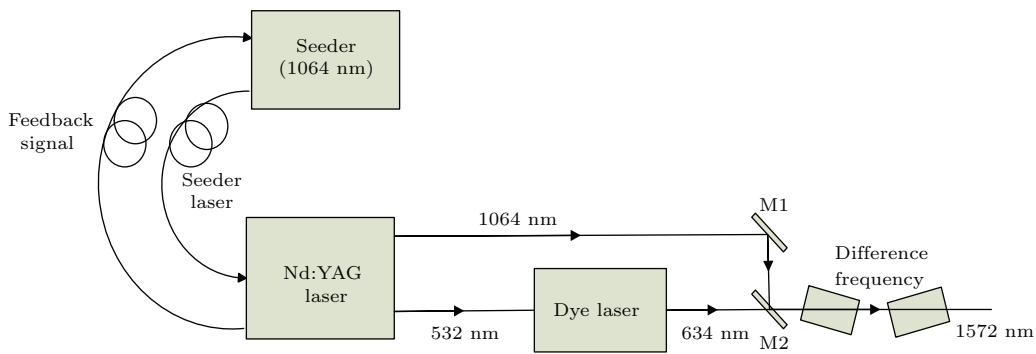 Seeder
(1064 nm)
Feedback
signal
Seeder
laser
1064 nm
M1
Nd:YAG
laser
Dye laser
Difference
frequency
532 nm
634 nm
M2
1572 nm